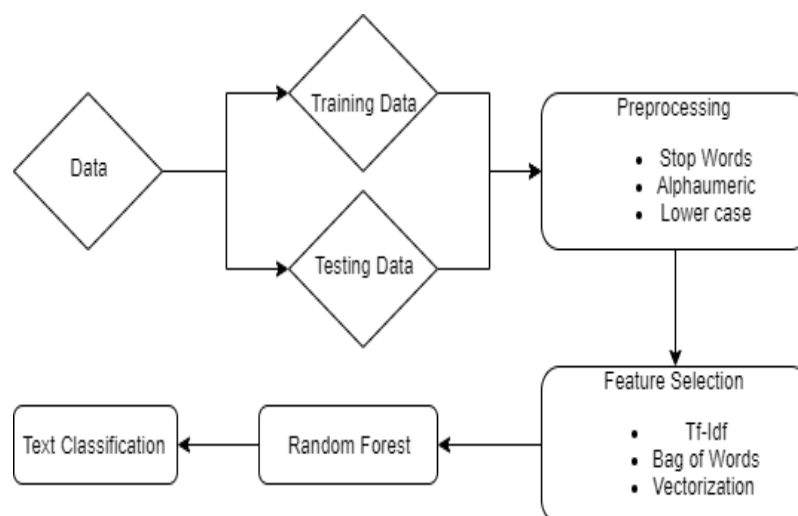 Data
Training Data
Testing Data
Preprocessing
• Stop Words
• Alphaumeric
• Lower case
Feature Selection
• Tf-Idf
• Bag of Words
• Vectorization
Random Forest
Text Classification